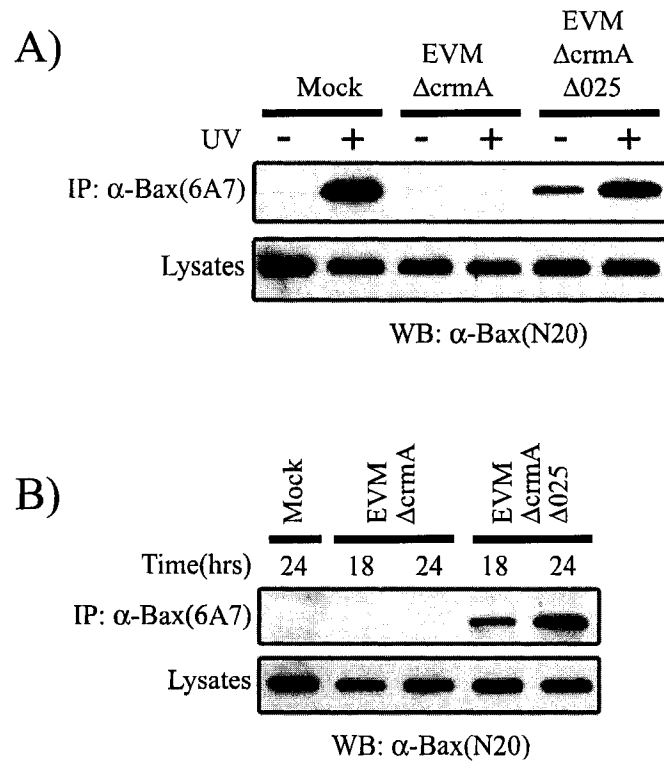 A)
Mock
EVM
ΔcrmA
EVM
ΔcrmA
Δ025
UV - + - + - +
IP: α-Bax(6A7)
Lysates
WB: α-Bax(N20)
B)
Mock
EVM
ΔcrmA
EVM
ΔcrmA
Δ025
Time(hrs) 24 18 24 18 24
IP: α-Bax(6A7)
Lysates
WB: α-Bax(N20)